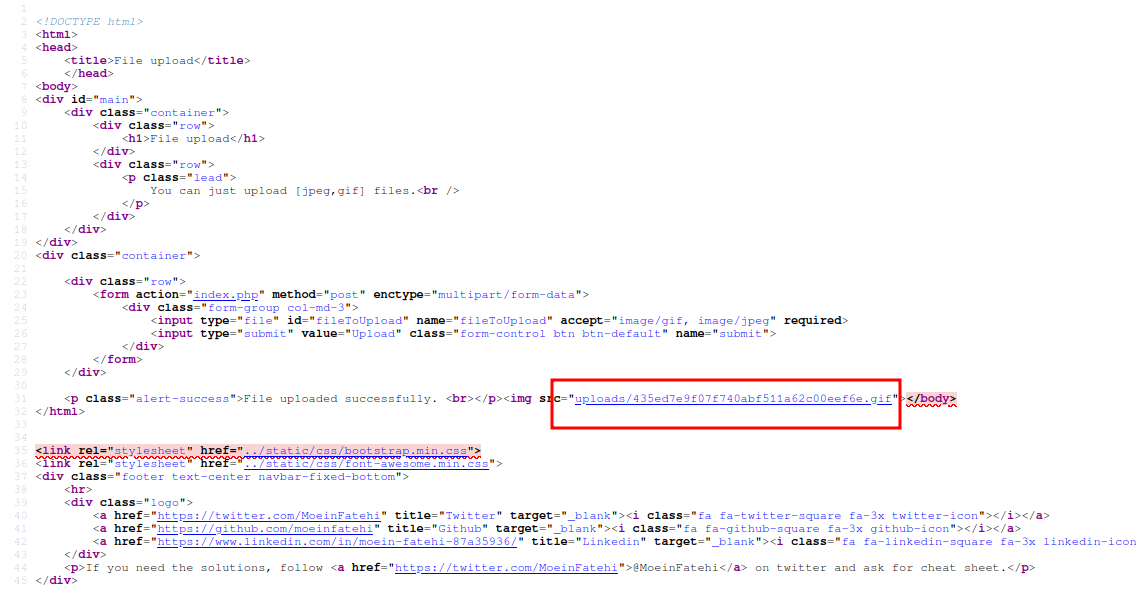 1
2 <!DOCTYPE html>
3 <html>
4 <head>
5 <title>File upload</title>
6 </head>
7 <body>
8 <div id="main">
9 <div class="container">
10 <div class="row">
11 <h1>File upload</h1>
12 </div>
13 <div class="row">
14 <p class="lead">
15 You can just upload [jpeg,gif] files.<br />
16 </p>
17 </div>
18 </div>
19 </div>
20 <div class="container">
21
22 <div class="row">
23 <form action="index.php" method="post" enctype="multipart/form-data">
24 <div class="form-group col-md-3">
25 <input type="file" id="fileToUpload" name="fileToUpload" accept="image/gif, image/jpeg" required>
26 <input type="submit" value="Upload" class="form-control btn btn-default" name="submit">
27 </div>
28 </form>
29 </div>
30
31 <p class="alert-success">File uploaded successfully. <br></p><img src="uploads/435ed7e9f07f740abf511a62c00eef6e.gif"></body>
32 </html>
33
34
35 <link rel="stylesheet" href="../static/css/bootstrap.min.css">
36 <link rel="stylesheet" href="../static/css/font-awesome.min.css">
37 <div class="footer text-center navbar-fixed-bottom">
38 <hr>
39 <div class="logo">
40 <a href="https://twitter.com/MoeinFatehi" title="Twitter" target="_blank"><i class="fa fa-twitter-square fa-3x twitter-icon"></i></a>
41 <a href="https://github.com/moeinfatehi" title="Github" target="_blank"><i class="fa fa-github-square fa-3x github-icon"></i></a>
42 <a href="https://www.linkedin.com/in/moein-fatehi-87a35936/" title="Linkedin" target="_blank"><i class="fa fa-linkedin-square fa-3x linkedin-icon
43 </div>
44 <p>If you need the solutions, follow <a href="https://twitter.com/MoeinFatehi">@MoeinFatehi</a> on twitter and ask for cheat sheet.</p>
45 </div>